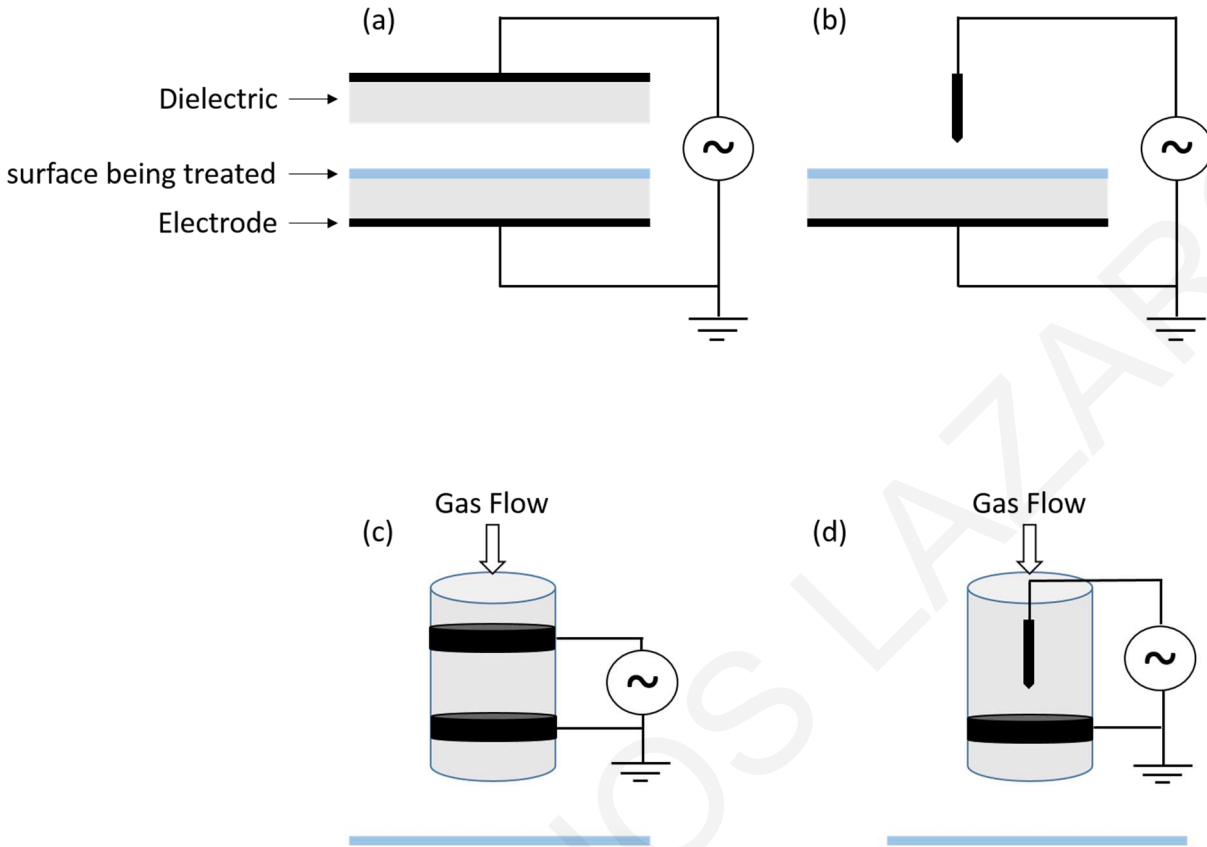 (a)
(b)
Dielectric
surface being treated
Electrode
Gas Flow
Gas Flow
(c)
(d)